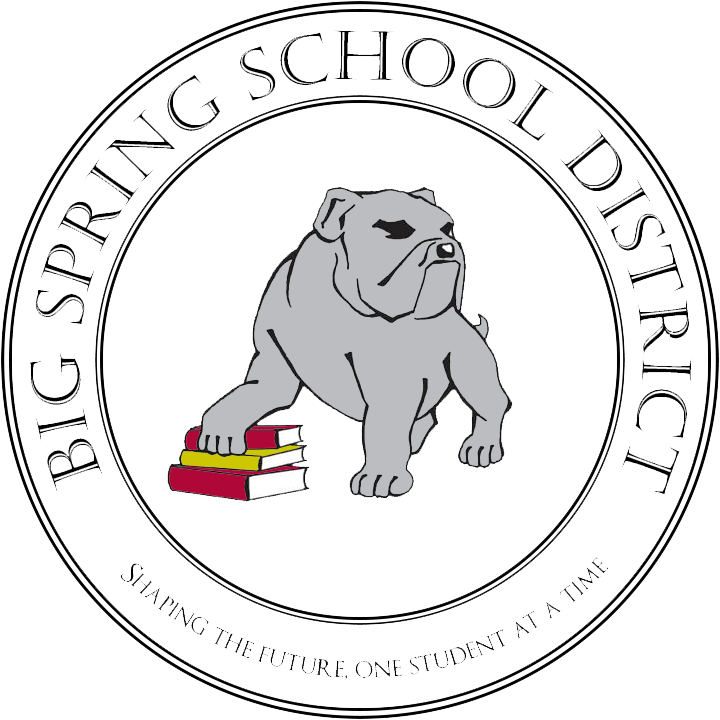 BIG SPRING SCHOOL DISTRICT
SHAPING THE FUTURE, ONE STUDENT AT A TIME